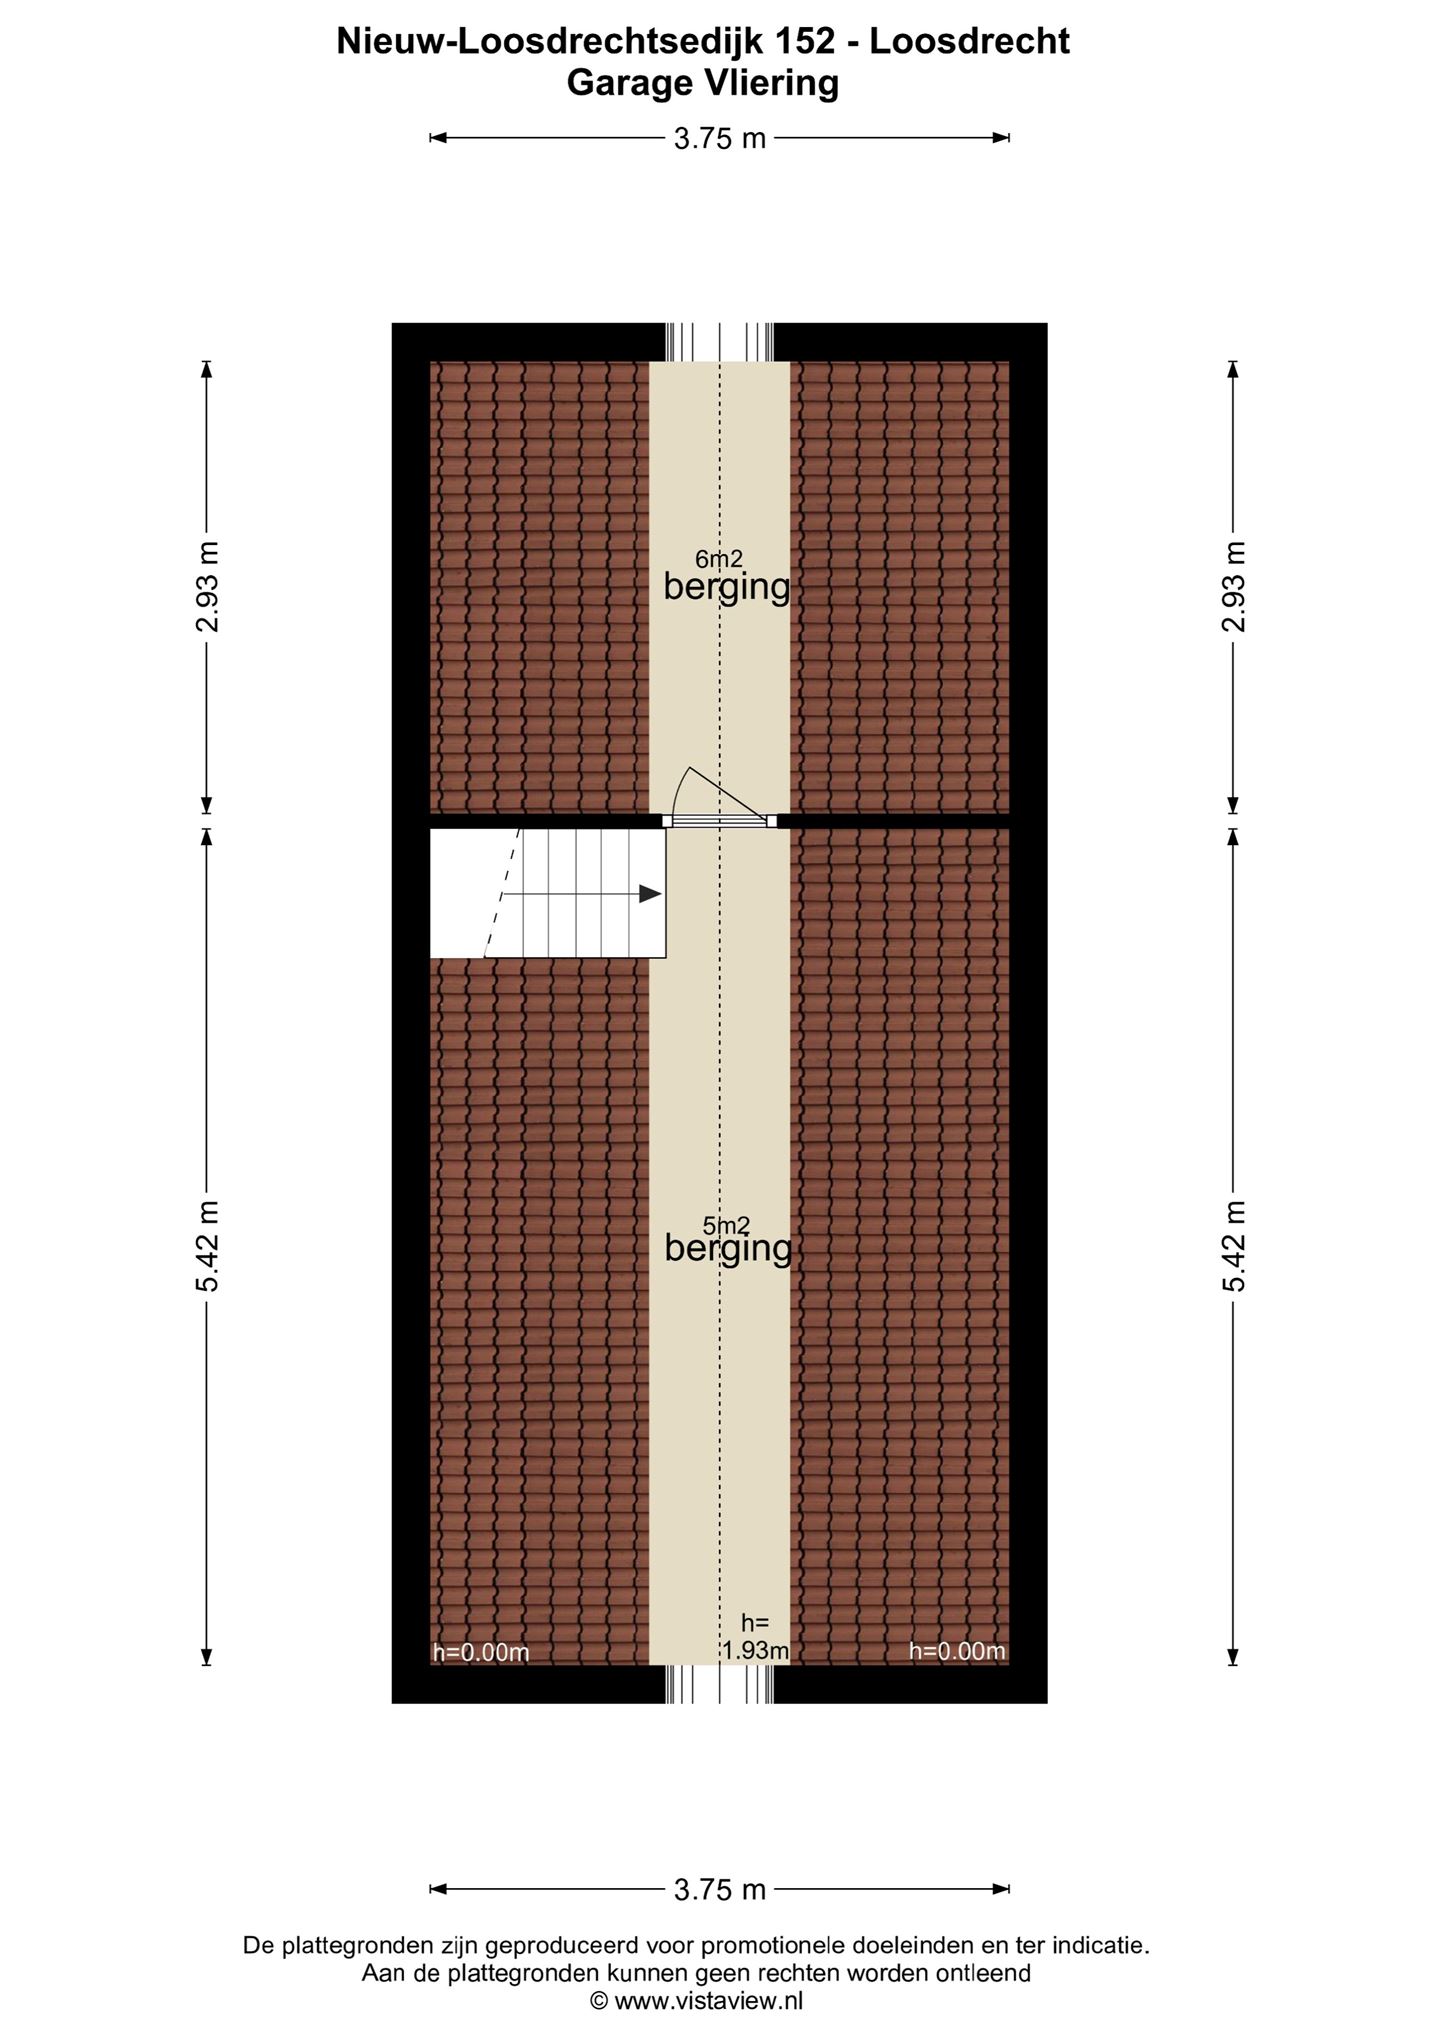 Nieuw-Loosdrechtsedijk 152 - Loosdrecht
Garage Vliering
3.75 m
2.93 m
2.93 m
6m2
berging
5.42 m
5.42 m
5m2
berging
h=
1.93m
h=0.00m
h=0.00m
3.75 m
De plattegronden zijn geproduceerd voor promotionele doeleinden en ter indicatie.
Aan de plattegronden kunnen geen rechten worden ontleend
© www.vistaview.nl